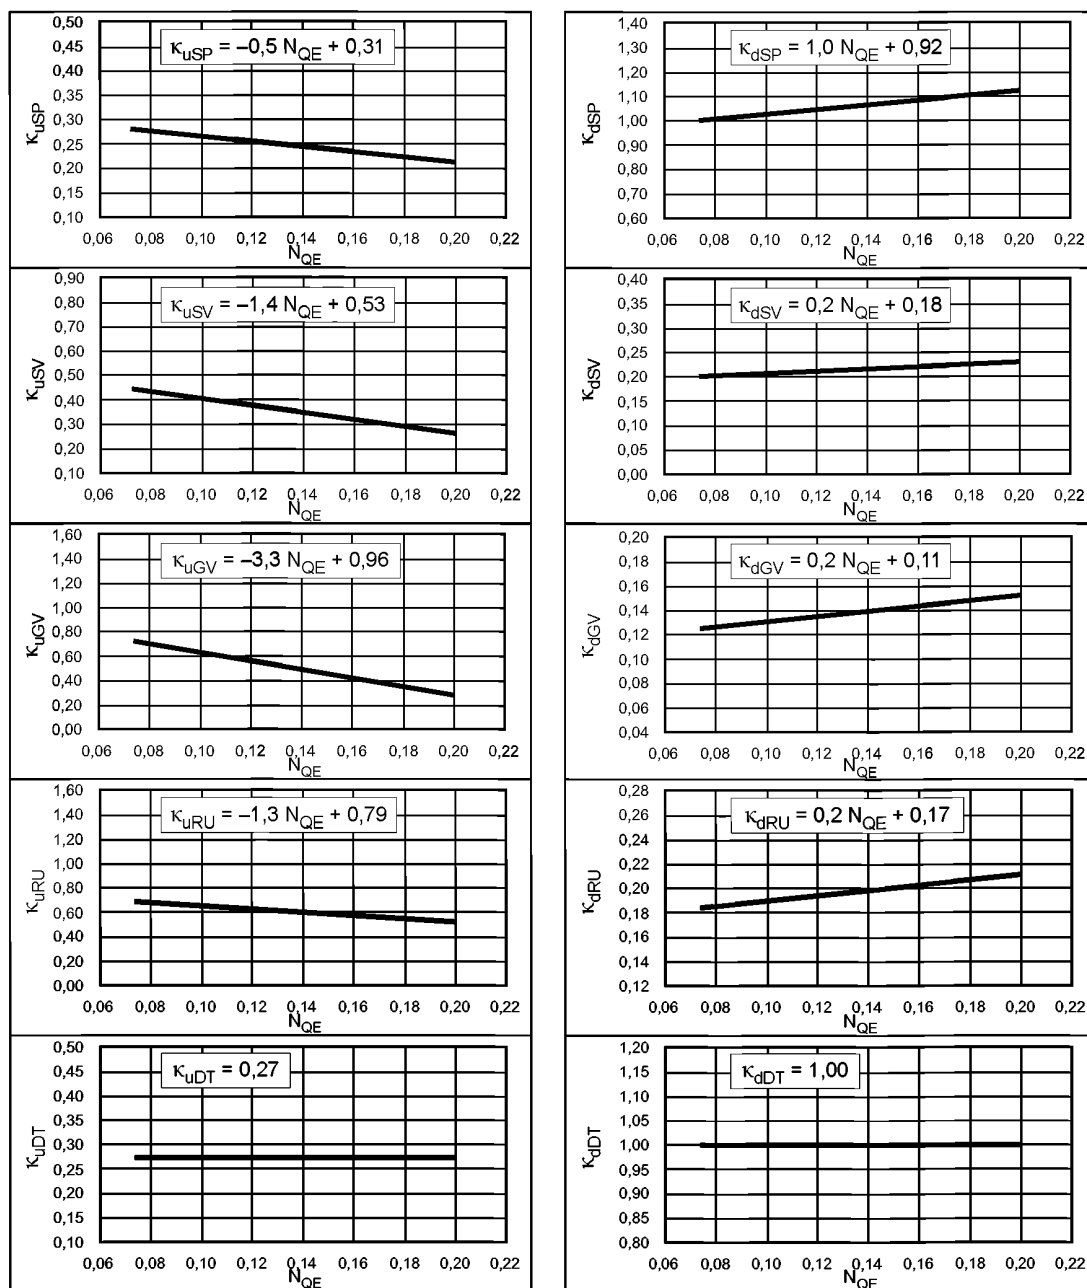 0,50
0,45
0,40
0,35
0,30
0,25
0,20
0,15
0,10
κuSP
κuSP = –0,5 NQE + 0,31
0,06 0,08 0,10 0,12 0,14 0,16 0,18 0,20 0,22
NQE
1,40
1,30
1,20
1,10
1,00
0,90
0,80
0,70
0,60
κdSP
κdSP = 1,0 NQE + 0,92
0,06 0,08 0,10 0,12 0,14 0,16 0,18 0,20 0,22
NQE
0,90
0,80
0,70
0,60
0,50
0,40
0,30
0,20
0,10
κuSV
κuSV = –1,4 NQE + 0,53
0,06 0,08 0,10 0,12 0,14 0,16 0,18 0,20 0,22
NQE
0,40
0,35
0,30
0,25
0,20
0,15
0,10
0,05
0,00
κdSV
κdSV = 0,2 NQE + 0,18
0,06 0,08 0,10 0,12 0,14 0,16 0,18 0,20 0,22
NQE
1,60
1,40
1,20
1,00
0,80
0,60
0,40
0,20
0,00
κuGV
κuGV = –3,3 NQE + 0,96
0,06 0,08 0,10 0,12 0,14 0,16 0,18 0,20 0,22
NQE
0,20
0,18
0,16
0,14
0,12
0,10
0,08
0,06
0,04
κdGV
κdGV = 0,2 NQE + 0,11
0,06 0,08 0,10 0,12 0,14 0,16 0,18 0,20 0,22
NQE
1,60
1,40
1,20
1,00
0,80
0,60
0,40
0,20
0,00
κuRU
κuRU = –1,3 NQE + 0,79
0,06 0,08 0,10 0,12 0,14 0,16 0,18 0,20 0,22
NQE
0,28
0,26
0,24
0,22
0,20
0,18
0,16
0,14
0,12
κdRU
κdRU = 0,2 NQE + 0,17
0,06 0,08 0,10 0,12 0,14 0,16 0,18 0,20 0,22
NQE
0,50
0,45
0,40
0,35
0,30
0,25
0,20
0,15
0,10
κuDT
κuDT = 0,27
0,06 0,08 0,10 0,12 0,14 0,16 0,18 0,20 0,22
NQE
1,20
1,15
1,10
1,05
1,00
0,95
0,90
0,85
0,80
κdDT
κdDT = 1,00
0,06 0,08 0,10 0,12 0,14 0,16 0,18 0,20 0,22
NQE